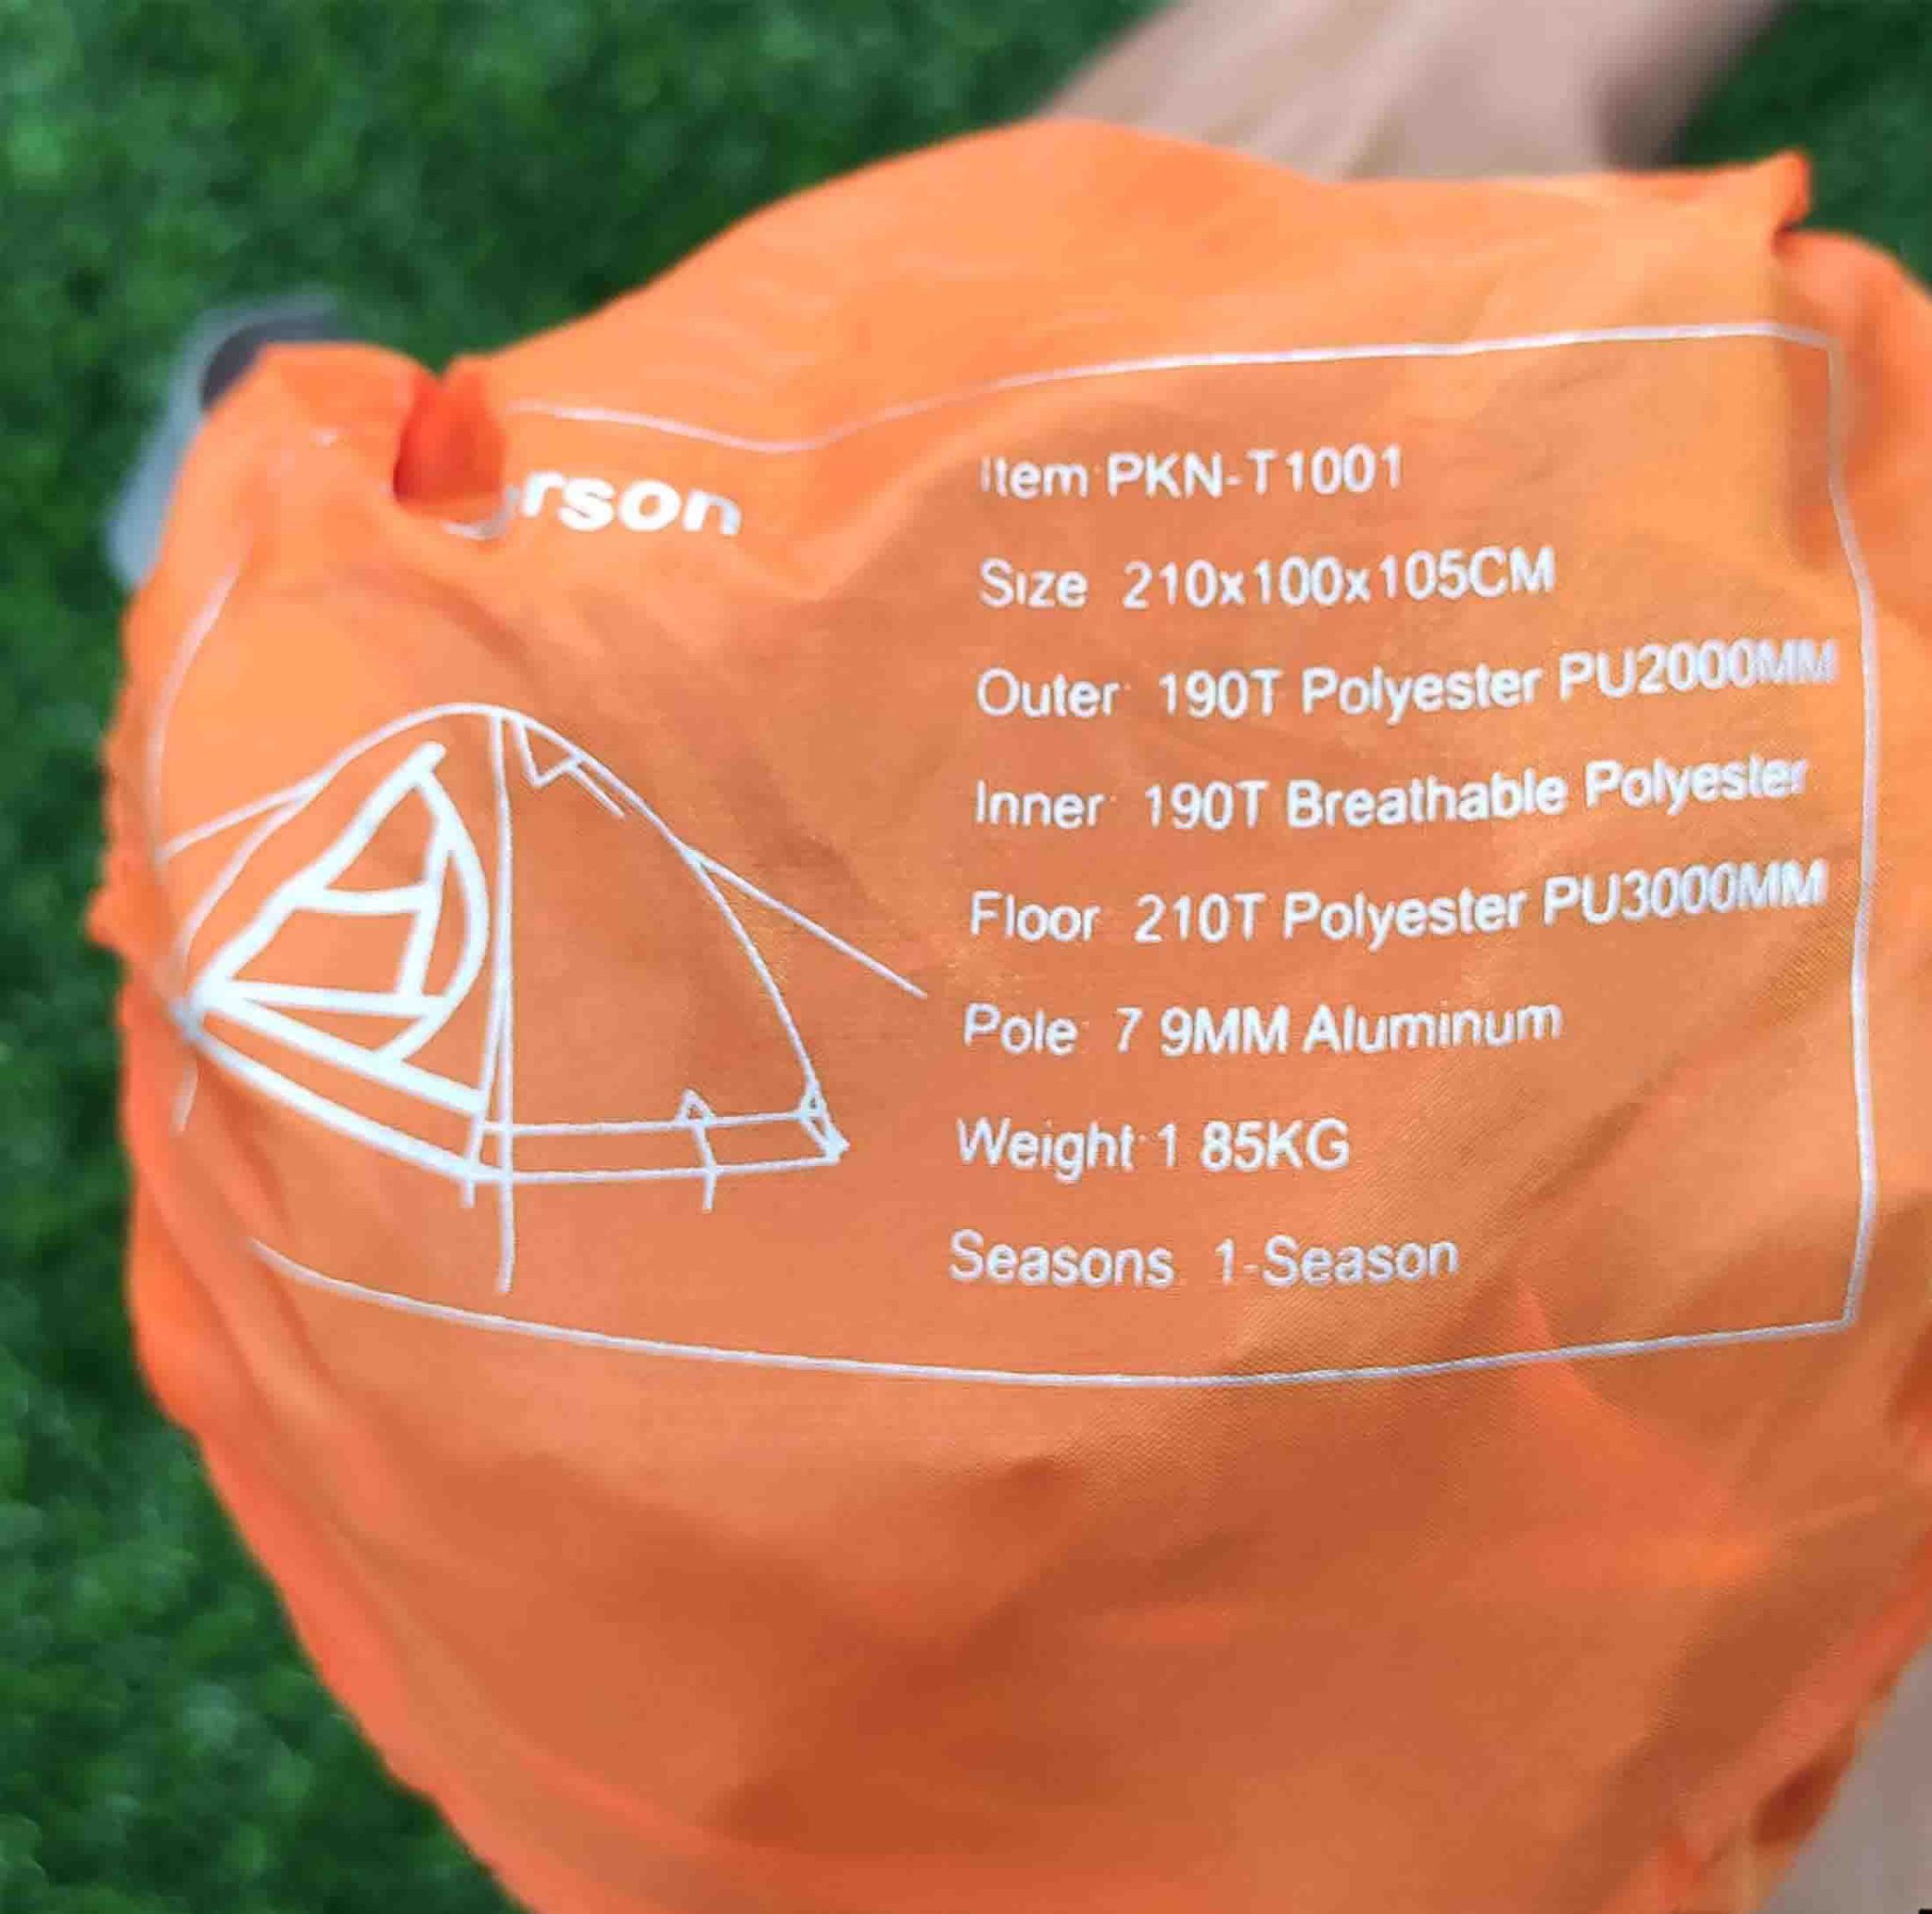 rson
Item PKN-T1001
Size 210x100x105CM
Outer 190T Polyester PU2000MM
Inner 190T Breathable Polyester
Floor 210T Polyester PU3000MM
Pole 7 9MM Aluminum
Weight 1 85KG
Seasons 1-Season